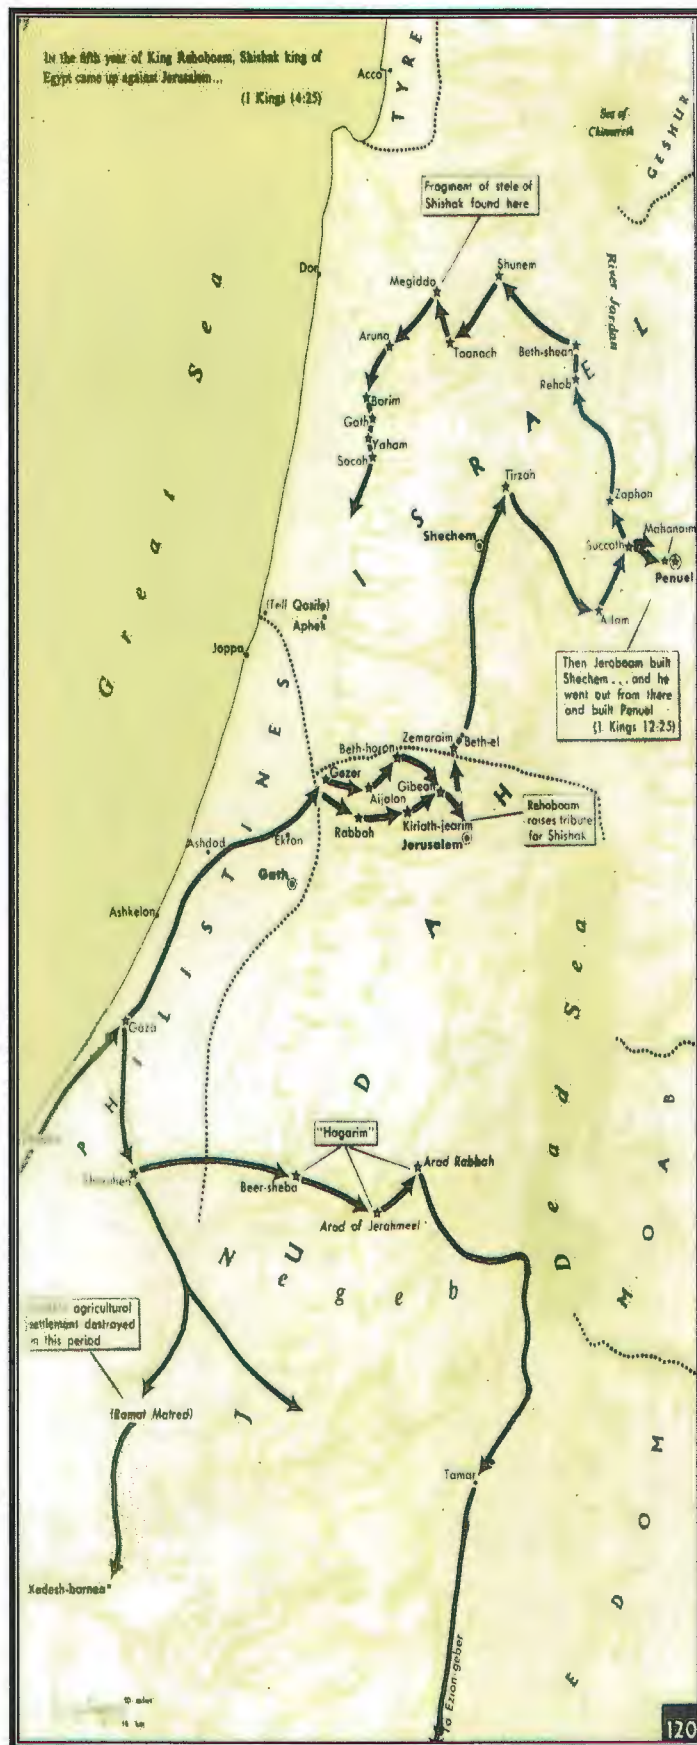 In the fifth year of King Rehoboam, Shishak king of
Egypt came up against Jerusalem...
(I Kings 14:25)
Acco
TYRE
Sea of
Chinnereth
GESHUR
Fragment of stele of
Shishak found here
River Jordan
Great Sea
Dor
Megiddo
Shunem
Aruna
Taanach
Beth-shean
Rehob
Borim
Gath
Yaham
Socoh
ISRAEL
Tirzah
Zaphon
Shechem
Succoth
Mahanaim
Penuel
Adam
(Tell Qasile)
Aphek
Joppa
Then Jeroboam built
Shechem... and he
went out from there
and built Penuel
(I Kings 12:25)
PHILISTINES
Zemaraim
Beth-el
Beth-horon
Gezer
Gibeon
Aijalon
Rabbah
Kiriath-jearim
Jerusalem
Rehoboam
raises tribute
for Shishak
Ashdod
Ekron
Gath
Ashkelon
JUDAH
Dead Sea
Gaza
MOAB
"Hagarim"
Sharuhen
Beer-sheba
Arad Rabbah
Arad of Jerahmeel
Negeb
agricultural
settlement destroyed
in this period
(Ramat Matred)
Tamar
EDOM
Kadesh-barnea
To Ezion-geber
10 miles
120